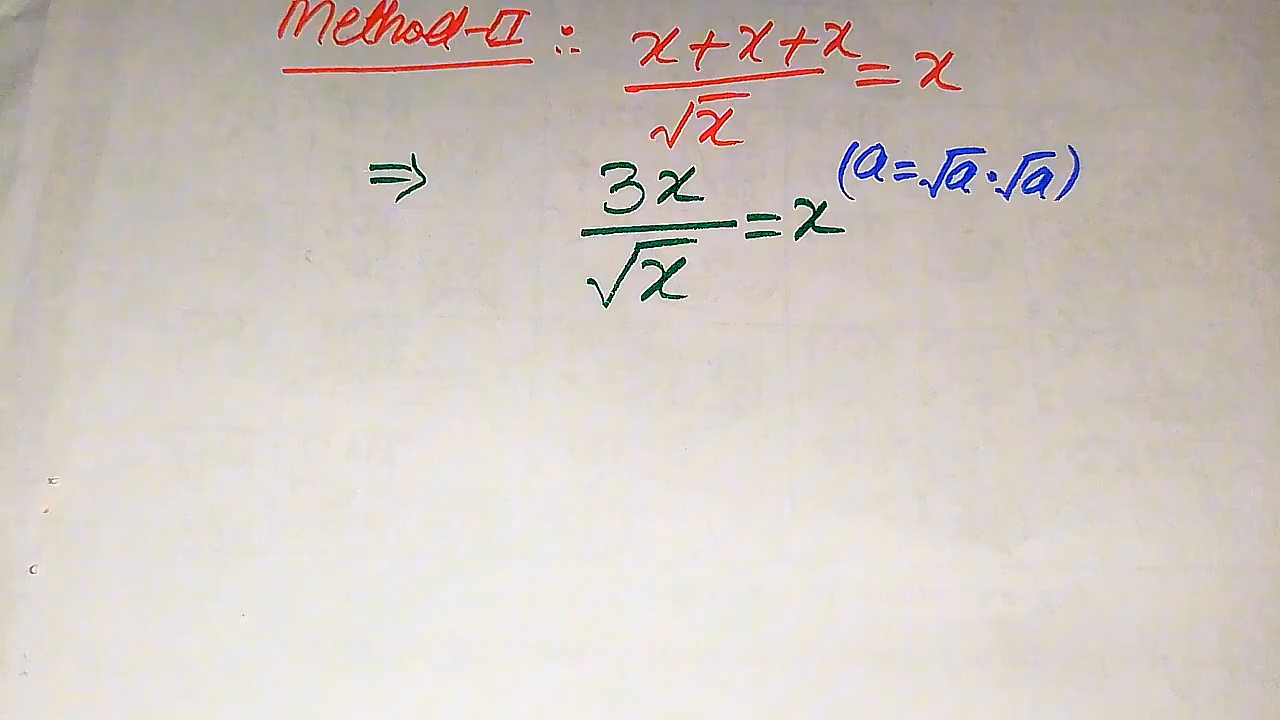 Method-II : x+x+x/√x = x
⇒ 3x/√x = x (a=√a·√a)